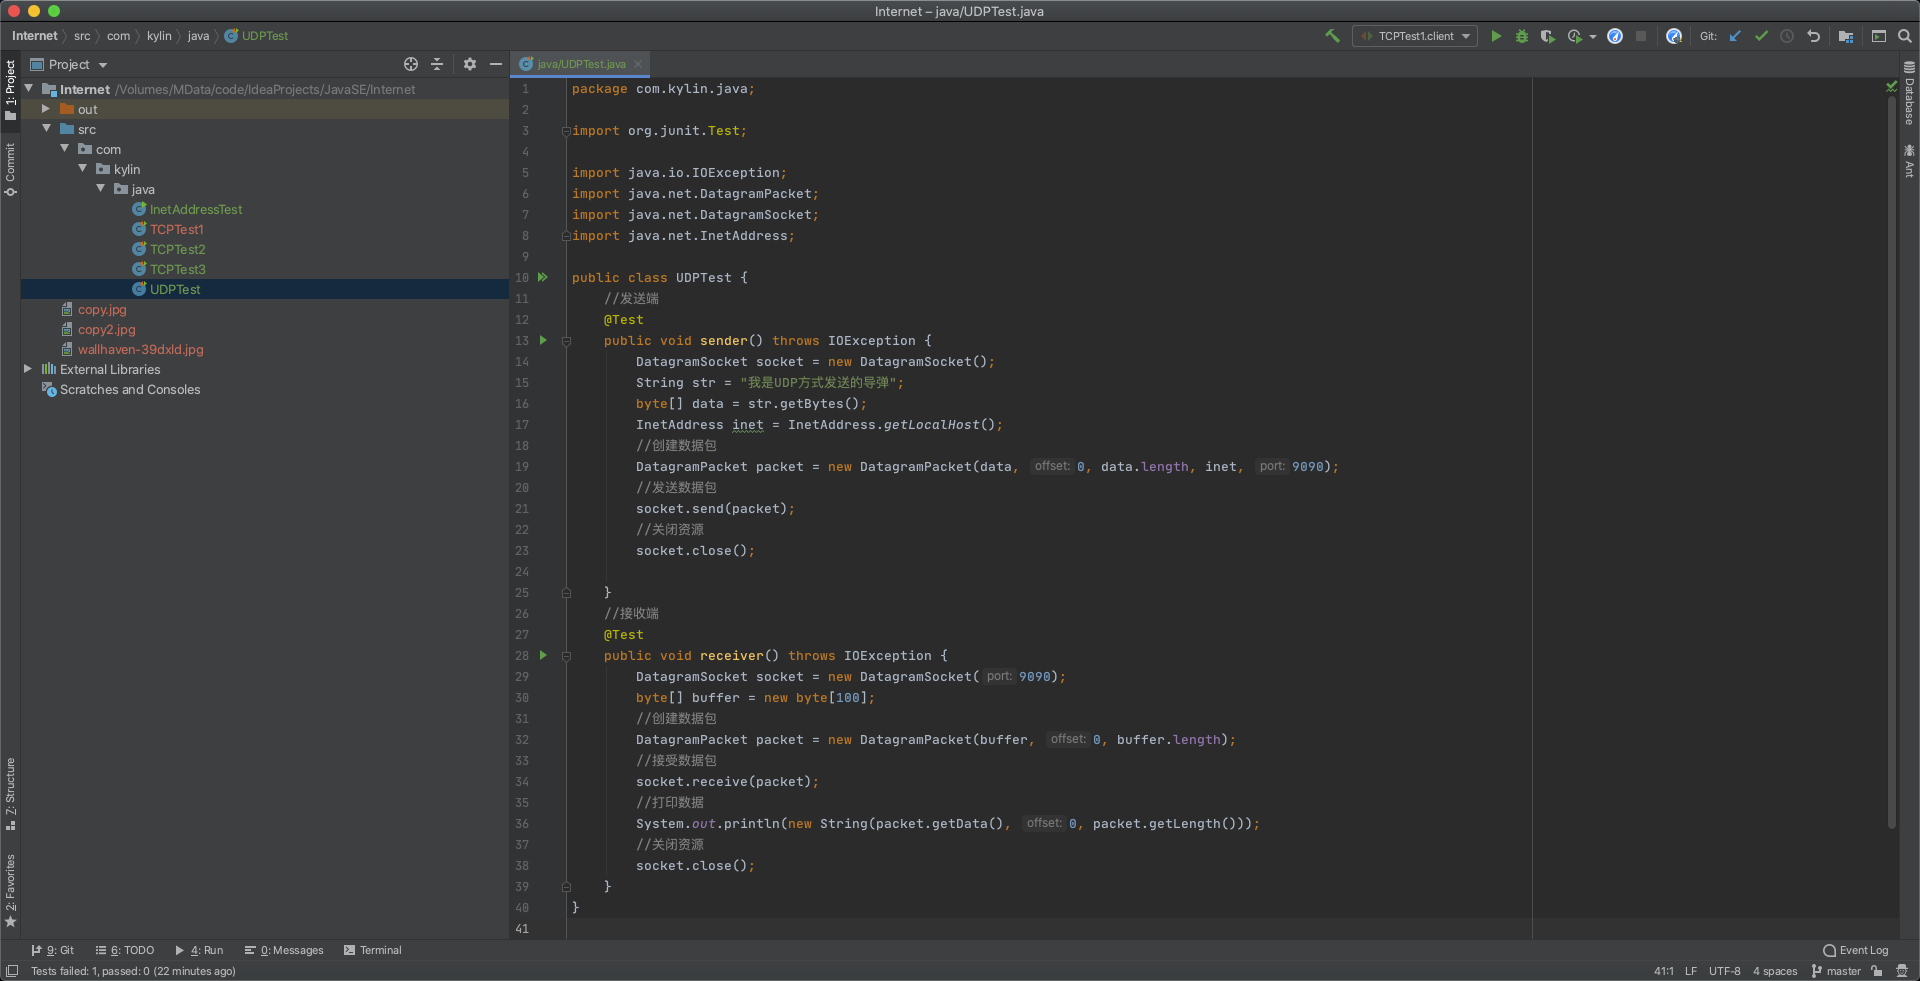 Internet – java/UDPTest.java
Internet src com kylin java UDPTest
TCPTest1.client
Git:
1: Project
Commit
Z: Structure
2: Favorites
Project
Internet /Volumes/MData/code/IdeaProjects/JavaSE/Internet
out
src
com
kylin
java
InetAddressTest
TCPTest1
TCPTest2
TCPTest3
UDPTest
copy.jpg
copy2.jpg
wallhaven-39dxld.jpg
External Libraries
Scratches and Consoles
java/UDPTest.java
1 package com.kylin.java;
2
3 import org.junit.Test;
4
5 import java.io.IOException;
6 import java.net.DatagramPacket;
7 import java.net.DatagramSocket;
8 import java.net.InetAddress;
9
10 public class UDPTest {
11 //发送端
12 @Test
13 public void sender() throws IOException {
14 DatagramSocket socket = new DatagramSocket();
15 String str = "我是UDP方式发送的导弹";
16 byte[] data = str.getBytes();
17 InetAddress inet = InetAddress.getLocalHost();
18 //创建数据包
19 DatagramPacket packet = new DatagramPacket(data, offset: 0, data.length, inet, port: 9090);
20 //发送数据包
21 socket.send(packet);
22 //关闭资源
23 socket.close();
24
25 }
26 //接收端
27 @Test
28 public void receiver() throws IOException {
29 DatagramSocket socket = new DatagramSocket( port: 9090);
30 byte[] buffer = new byte[100];
31 //创建数据包
32 DatagramPacket packet = new DatagramPacket(buffer, offset: 0, buffer.length);
33 //接受数据包
34 socket.receive(packet);
35 //打印数据
36 System.out.println(new String(packet.getData(), offset: 0, packet.getLength()));
37 //关闭资源
38 socket.close();
39 }
40 }
41
Database
Ant
9: Git 6: TODO 4: Run 0: Messages Terminal Event Log
Tests failed: 1, passed: 0 (22 minutes ago) 41:1 LF UTF-8 4 spaces master